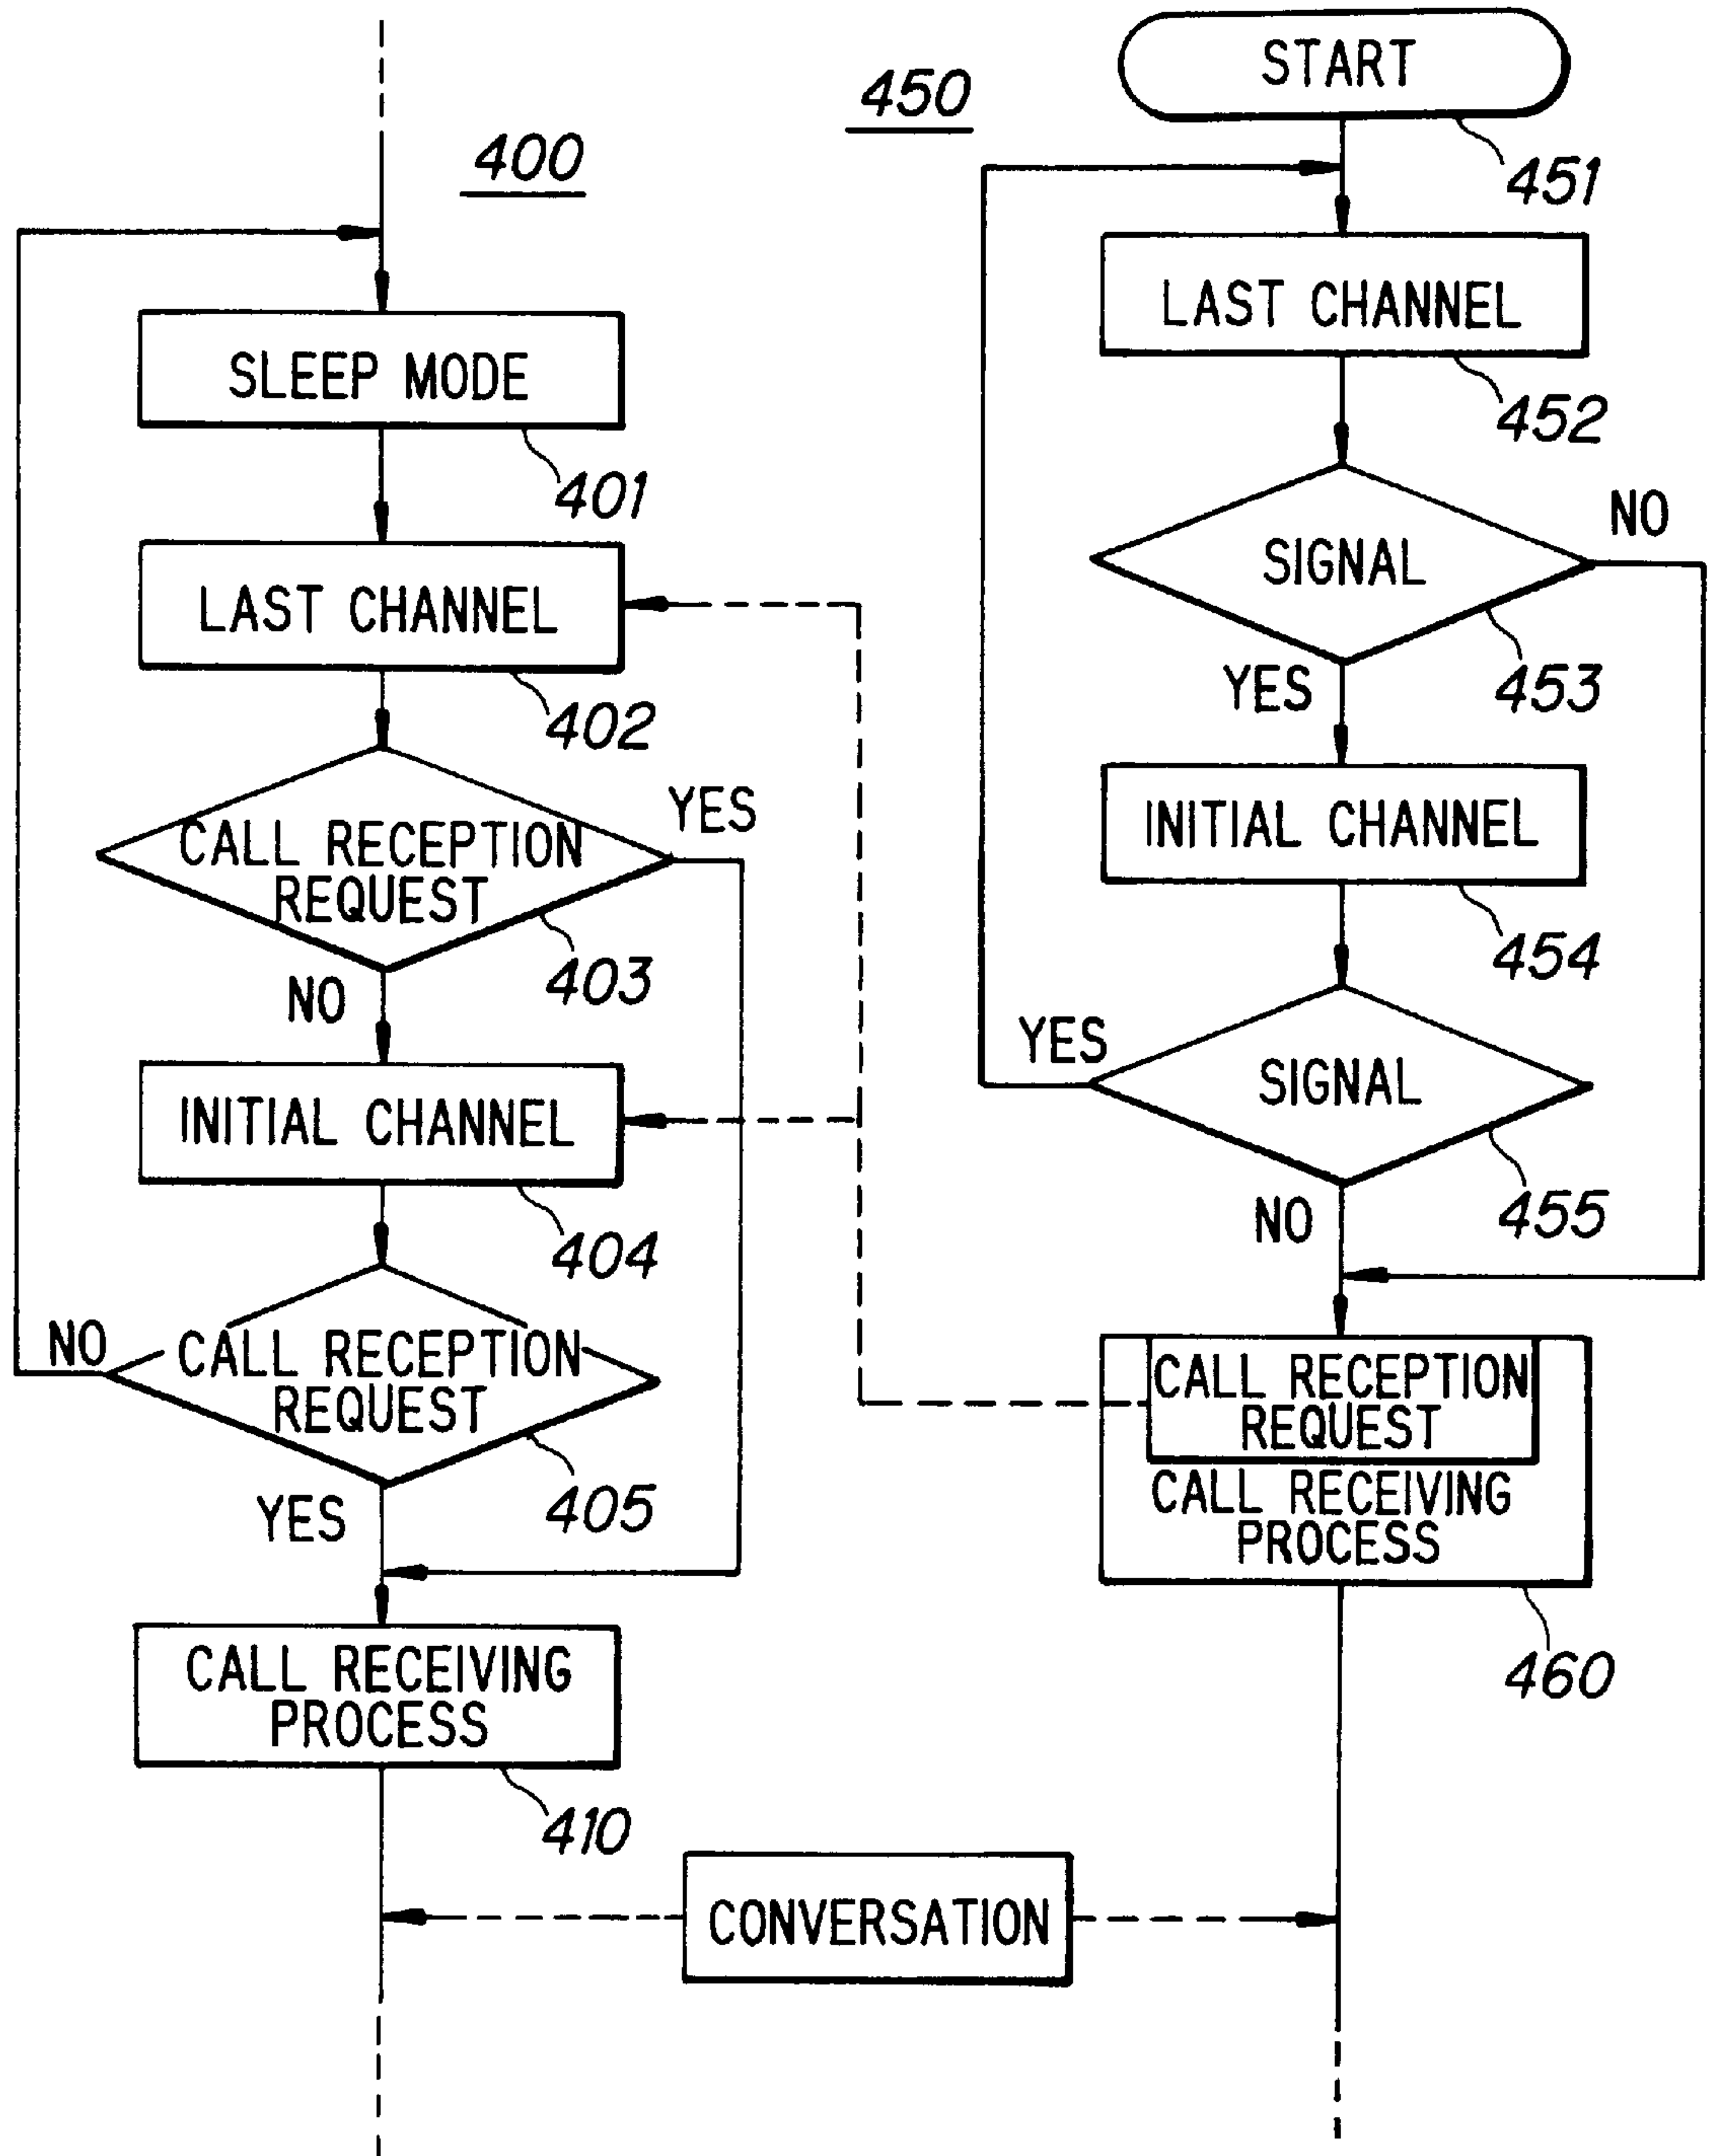 400
SLEEP MODE
401
LAST CHANNEL
402
CALL RECEPTION
REQUEST
YES
403
NO
INITIAL CHANNEL
404
CALL RECEPTION
REQUEST
NO
405
YES
CALL RECEIVING
PROCESS
410
450
START
451
LAST CHANNEL
452
SIGNAL
NO
453
YES
INITIAL CHANNEL
454
YES
SIGNAL
455
NO
CALL RECEPTION
REQUEST
CALL RECEIVING
PROCESS
460
CONVERSATION